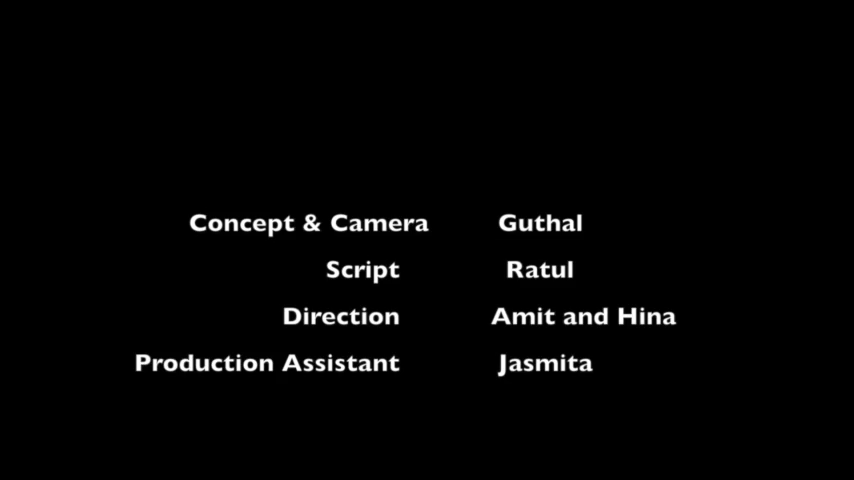 Concept & Camera Guthal
Script Ratul
Direction Amit and Hina
Production Assistant Jasmita